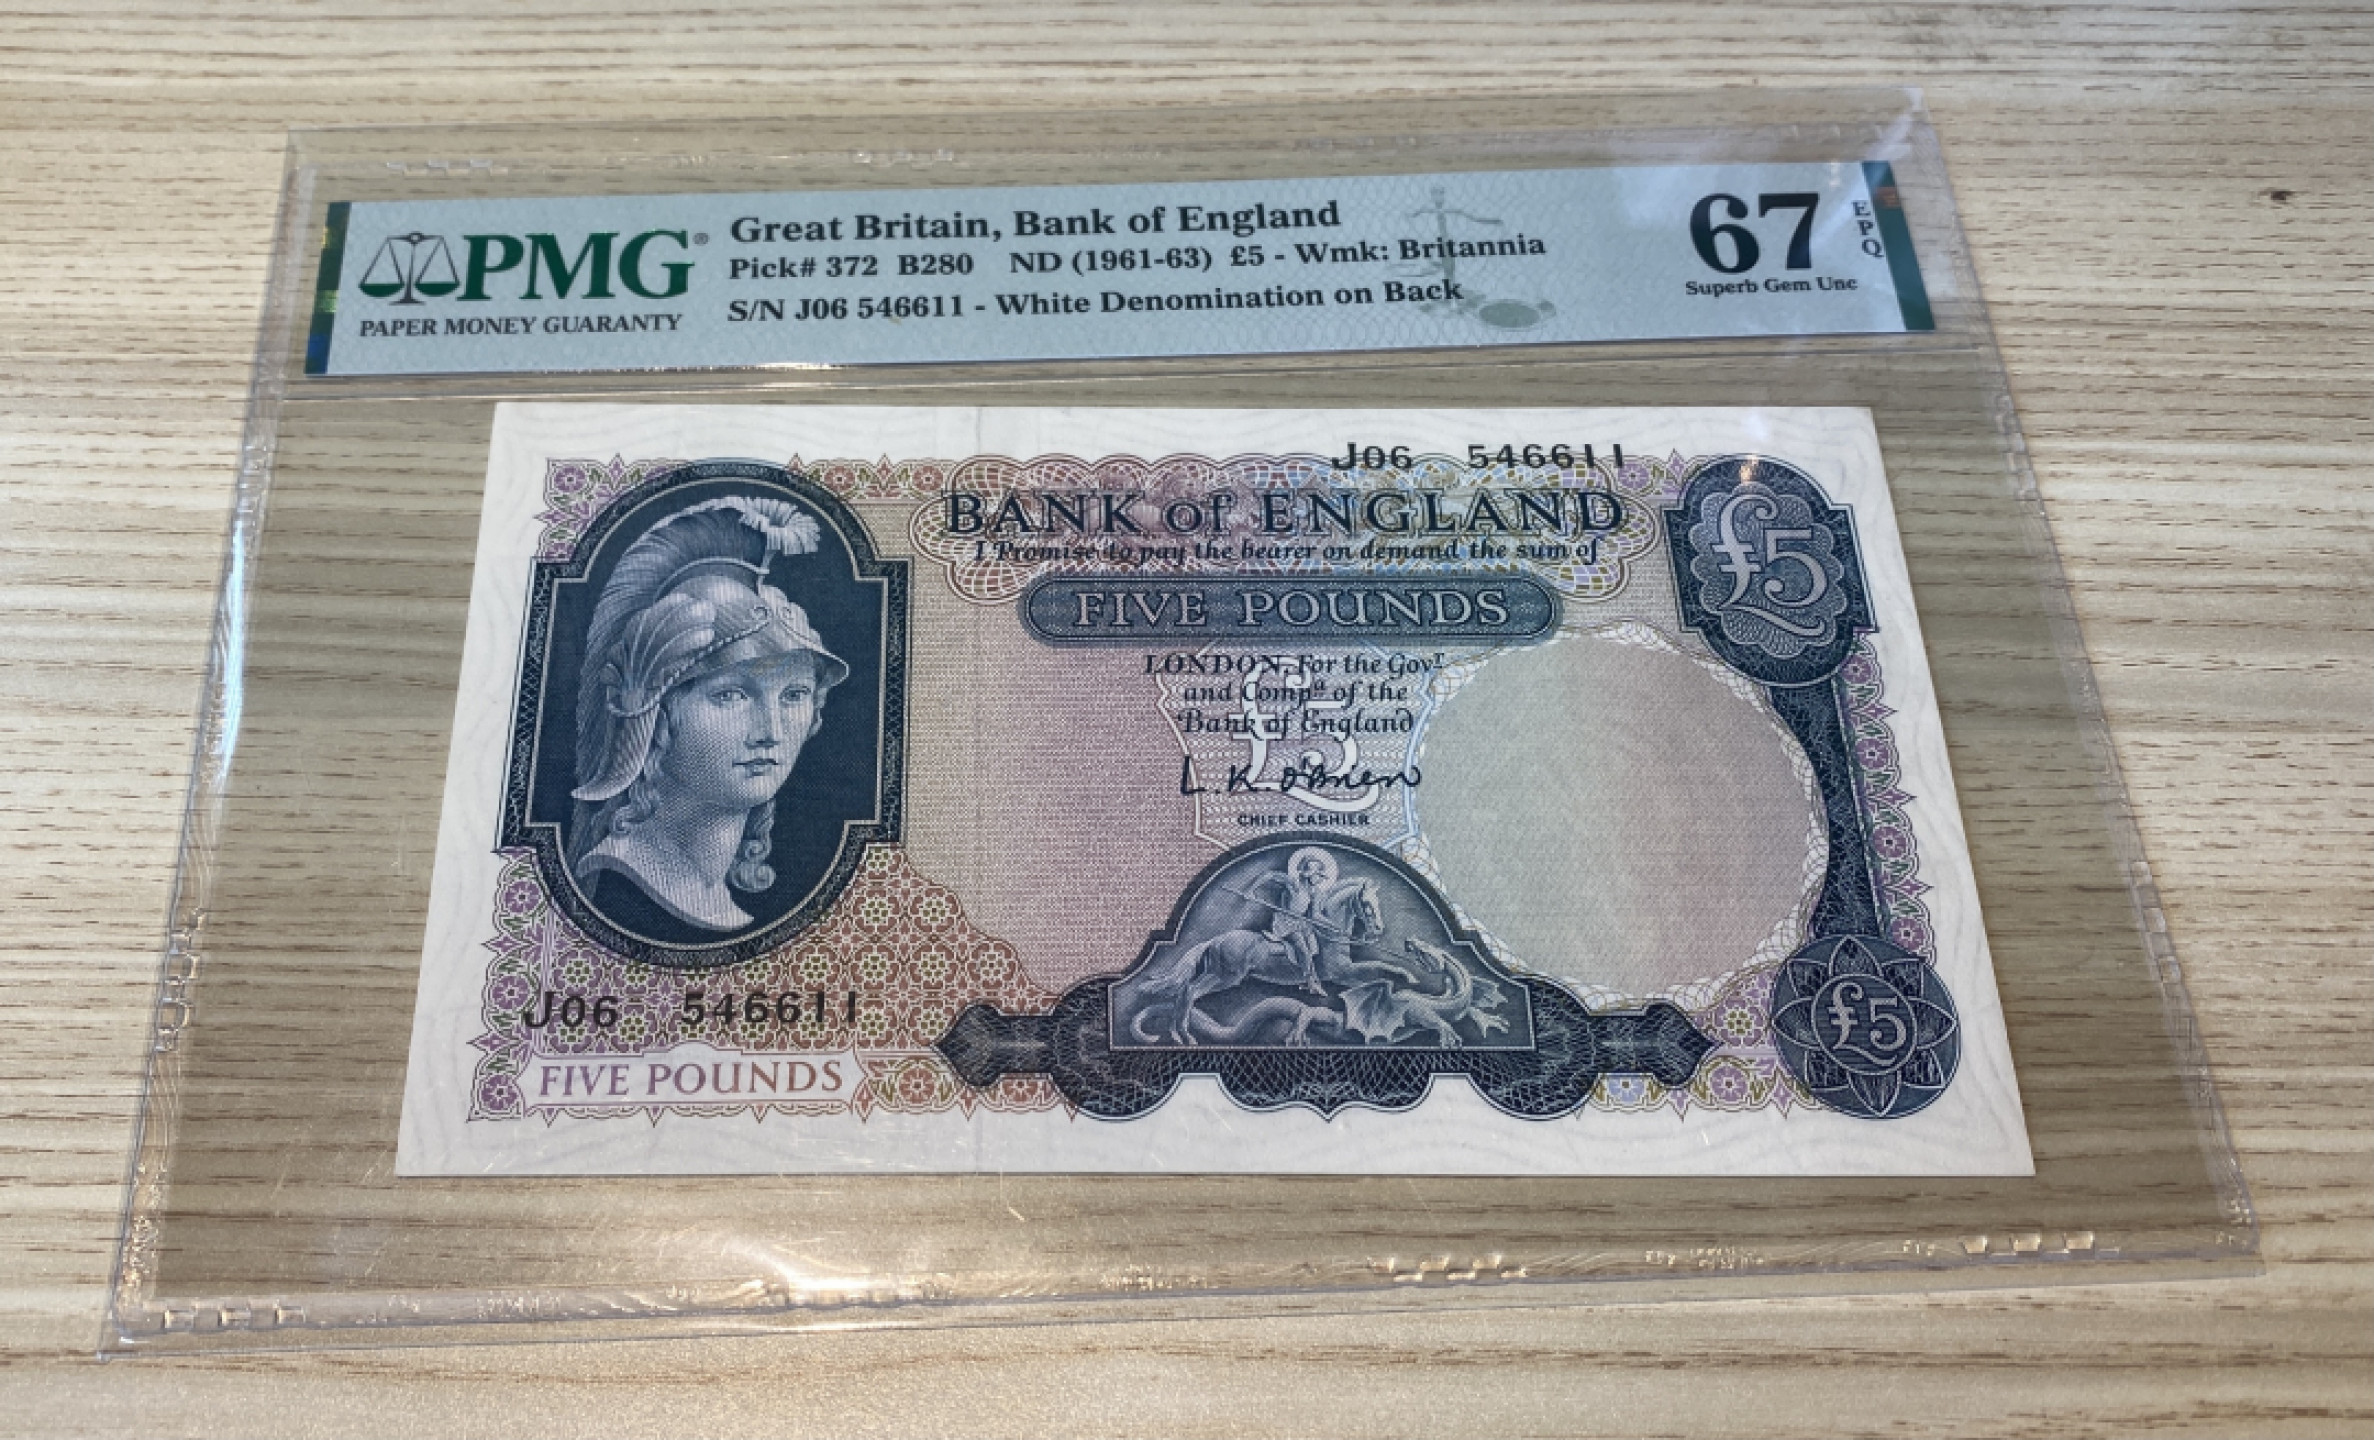 PMG®
PAPER MONEY GUARANTY
Great Britain, Bank of England
Pick# 372 B280 ND (1961-63) £5 - Wmk: Britannia
S/N J06 546611 - White Denomination on Back
67
EPQ
Superb Gem Unc
J06 546611
BANK of ENGLAND
I Promise to pay the bearer on demand the sum of
FIVE POUNDS
£5
LONDON, For the Govr
and Compa of the
Bank of England
£5
L.K. O'Brien
CHIEF CASHIER
J06 546611
FIVE POUNDS
£5